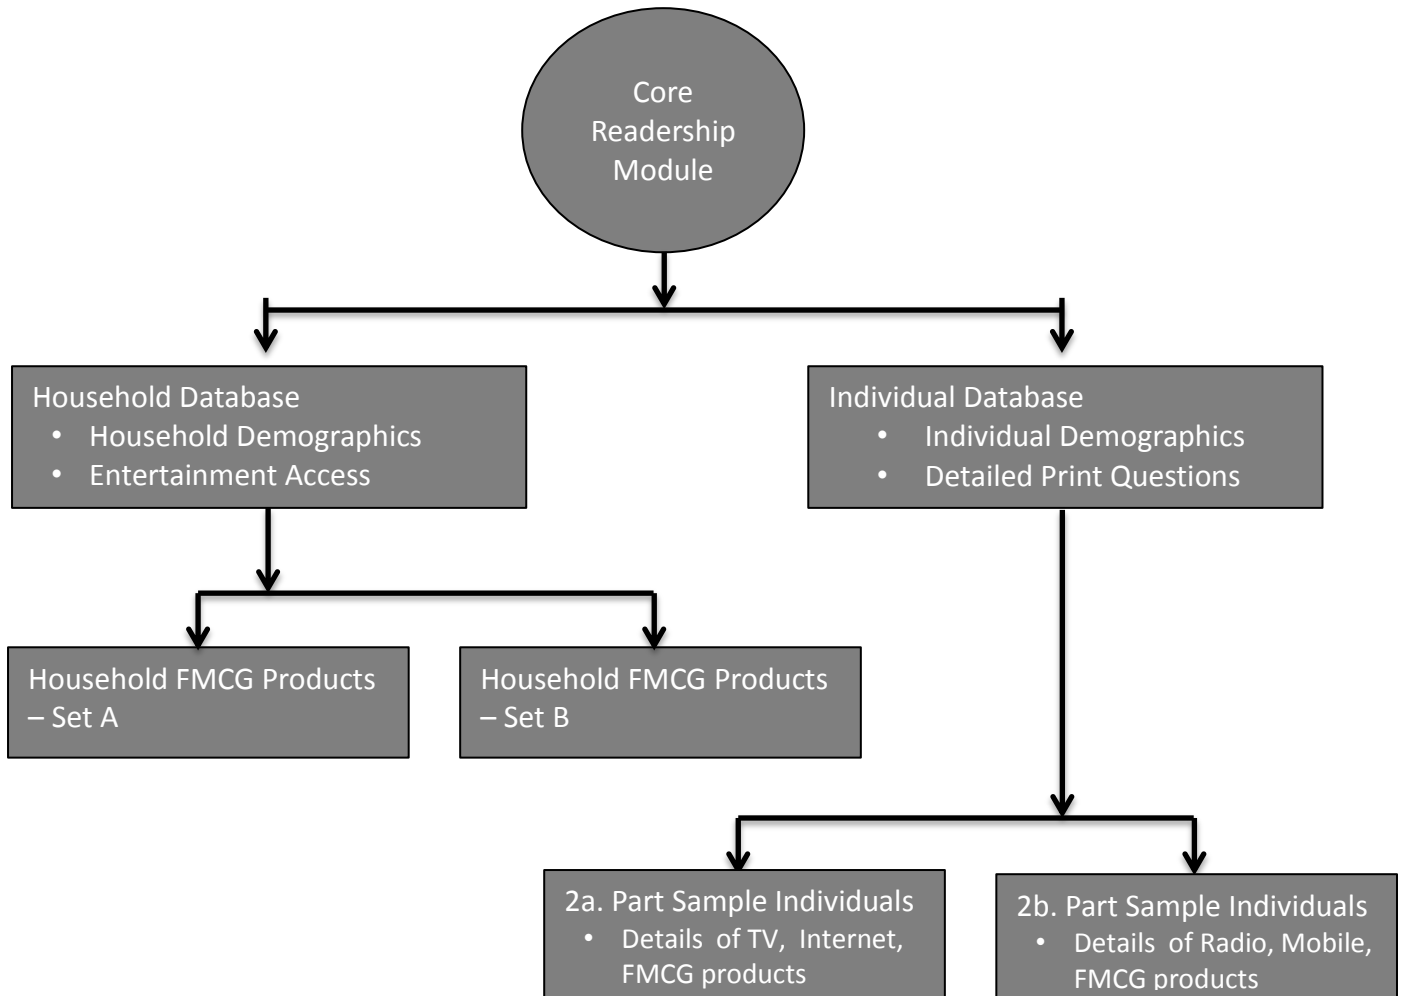 Core
Readership
Module
Household Database
• Household Demographics
• Entertainment Access
Individual Database
• Individual Demographics
• Detailed Print Questions
Household FMCG Products
– Set A
Household FMCG Products
– Set B
2a. Part Sample Individuals
• Details of TV, Internet,
FMCG products
2b. Part Sample Individuals
• Details of Radio, Mobile,
FMCG products